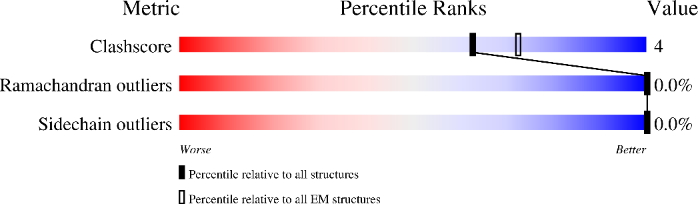 Metric Percentile Ranks Value
Clashscore 4
Ramachandran outliers 0.0%
Sidechain outliers 0.0%
Worse Better
Percentile relative to all structures
Percentile relative to all EM structures